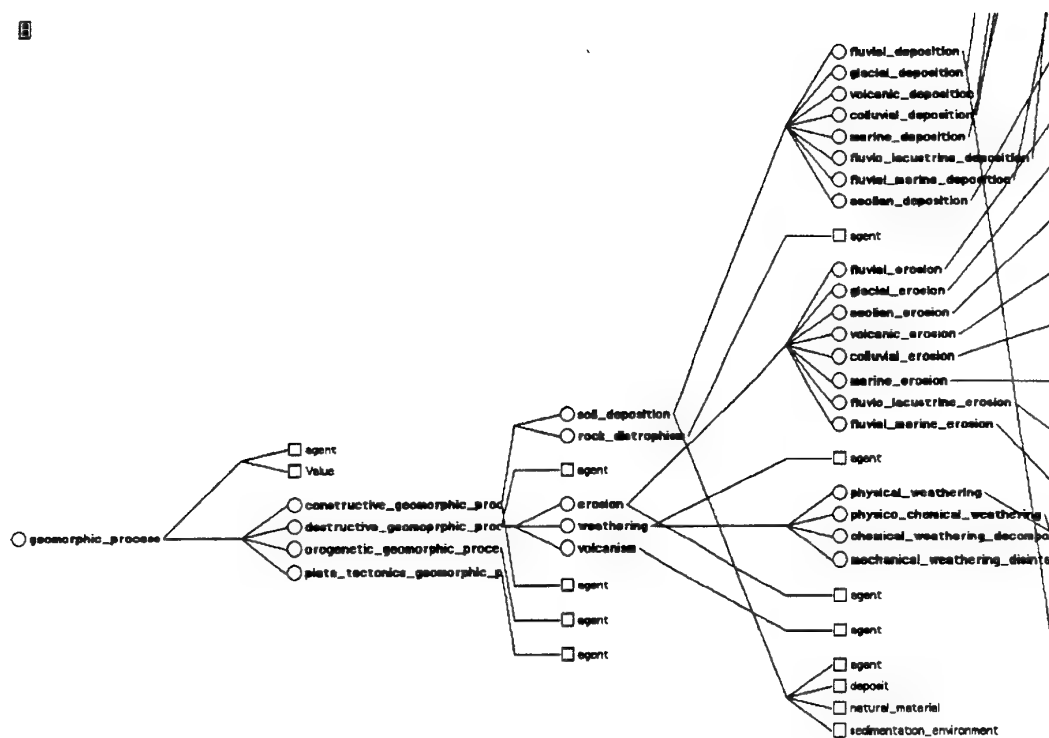 geomorphic_process
agent
Value
constructive_geomorphic_proc
destructive_geomoprphic_proc
orogenetic_geomorphic_proce
plate_tectonics_geomorphic_p
soil_deposition
rock_distrophism
agent
erosion
weathering
volcanism
agent
agent
agent
fluvial_deposition
glacial_deposition
volcanic_deposition
colluvial_deposition
marine_deposition
fluvio_lacustrine_deposition
fluvial_marine_deposition
aeolian_deposition
agent
fluvial_erosion
glacial_erosion
aeolian_erosion
volcanic_erosion
colluvial_erosion
marine_erosion
fluvio_lacustrine_erosion
fluvial_marine_erosion
agent
physical_weathering
physico_chemical_weathering
chemical_weathering_decompo
mechanical_weathering_disinte
agent
agent
agent
deposit
natural_material
sedimentation_environment